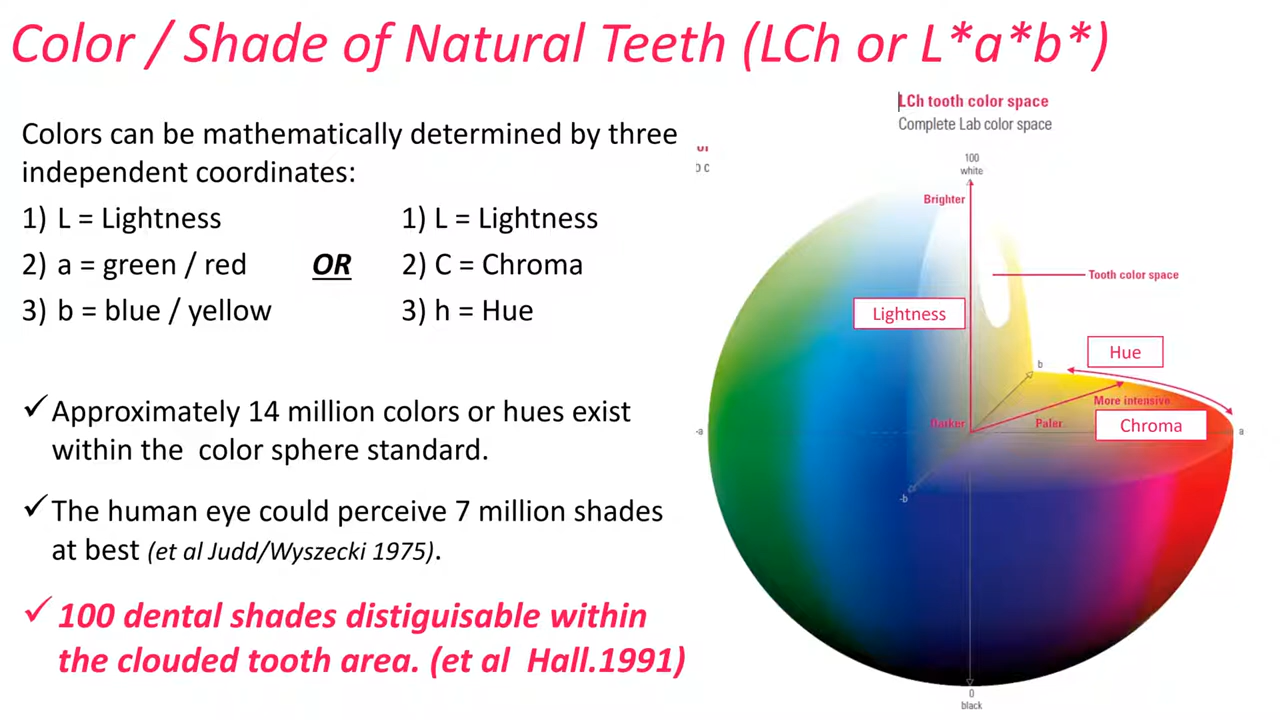 Color / Shade of Natural Teeth (LCh or L*a*b*)
Colors can be mathematically determined by three
independent coordinates:
1) L = Lightness
2) a = green / red
3) b = blue / yellow
OR
1) L = Lightness
2) C = Chroma
3) h = Hue
✓ Approximately 14 million colors or hues exist
within the color sphere standard.
✓ The human eye could perceive 7 million shades
at best (et al Judd/Wyszecki 1975).
✓ 100 dental shades distiguisable within
the clouded tooth area. (et al Hall.1991)
LCh tooth color space
Complete Lab color space
b c
100
white
Brighter
Tooth color space
Lightness
Hue
b
More intensive
Chroma
Darker
Paler
-a
a
-b
0
black